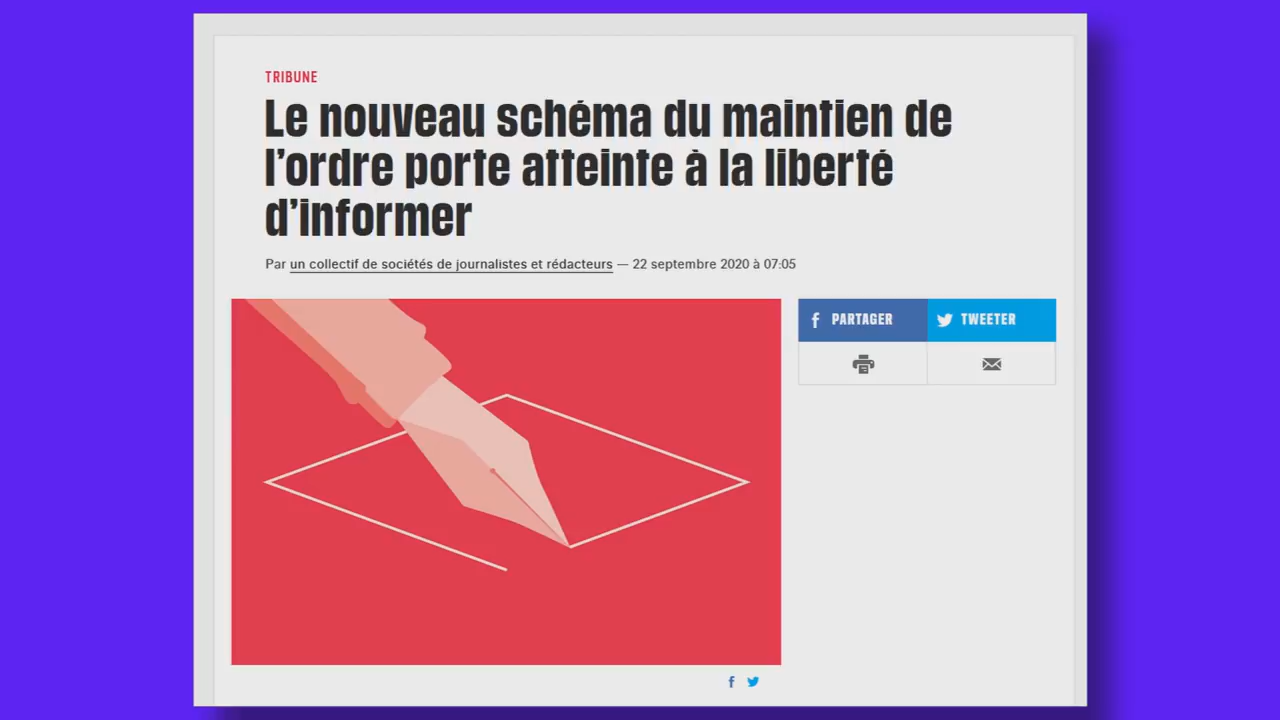 TRIBUNE
Le nouveau schéma du maintien de
l'ordre porte atteinte à la liberté
d'informer
Par un collectif de sociétés de journalistes et rédacteurs — 22 septembre 2020 à 07:05
PARTAGER
TWEETER